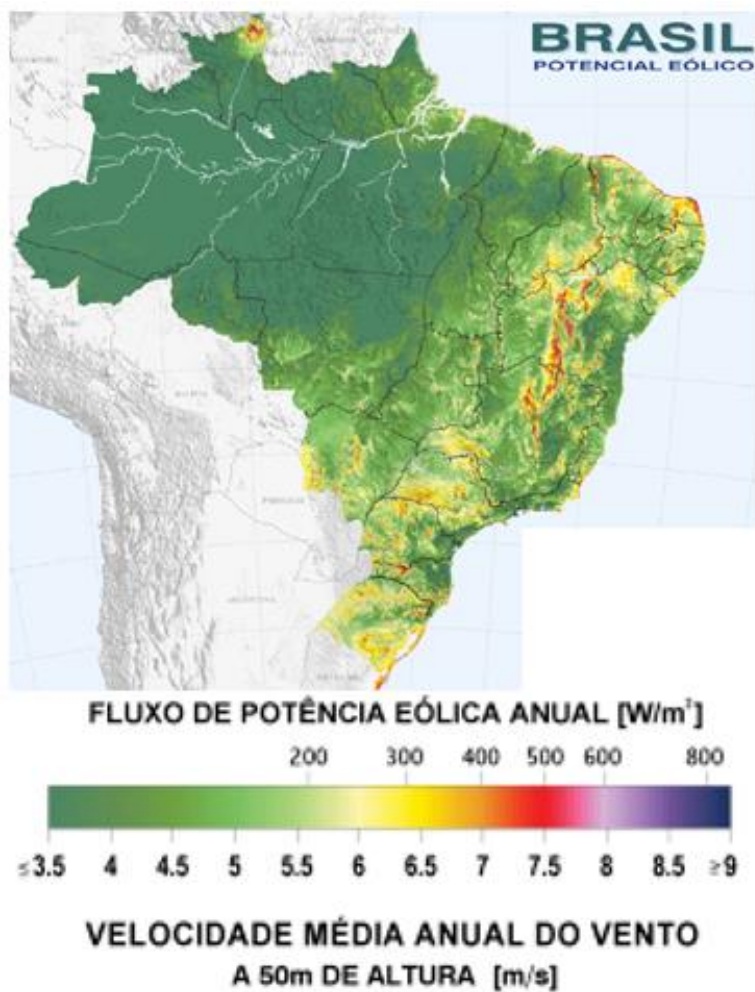 BRASIL
POTENCIAL EÓLICO
FLUXO DE POTÊNCIA EÓLICA ANUAL [W/m²]
200 300 400 500 600 800
≤3.5 4 4.5 5 5.5 6 6.5 7 7.5 8 8.5 ≥9
VELOCIDADE MÉDIA ANUAL DO VENTO
A 50m DE ALTURA [m/s]